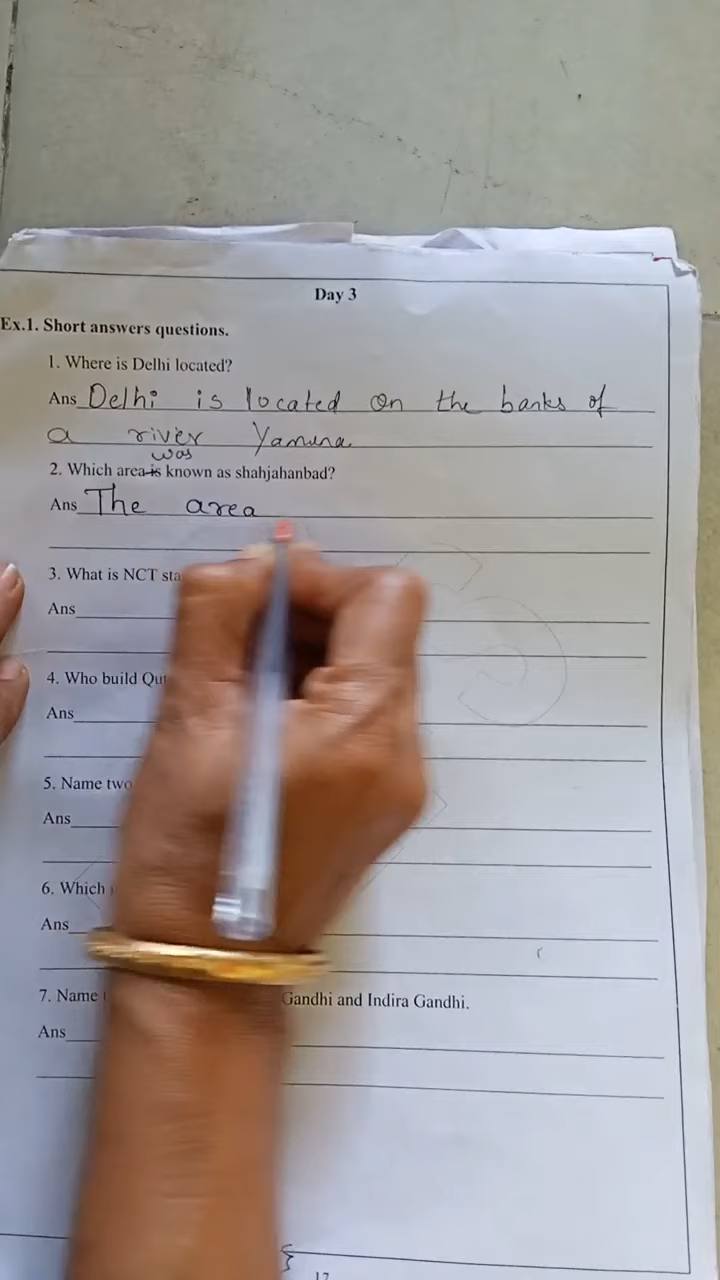 Day 3
Ex.1. Short answers questions.
1. Where is Delhi located?
Ans Delhi is located on the banks of
a river Yamuna
was
2. Which area is known as shahjahanbad?
Ans The area
3. What is NCT
Ans
4. Who build
Ans
5. Name two
Ans
6. Which
Ans
7. Name Gandhi and Indira Gandhi.
Ans
17